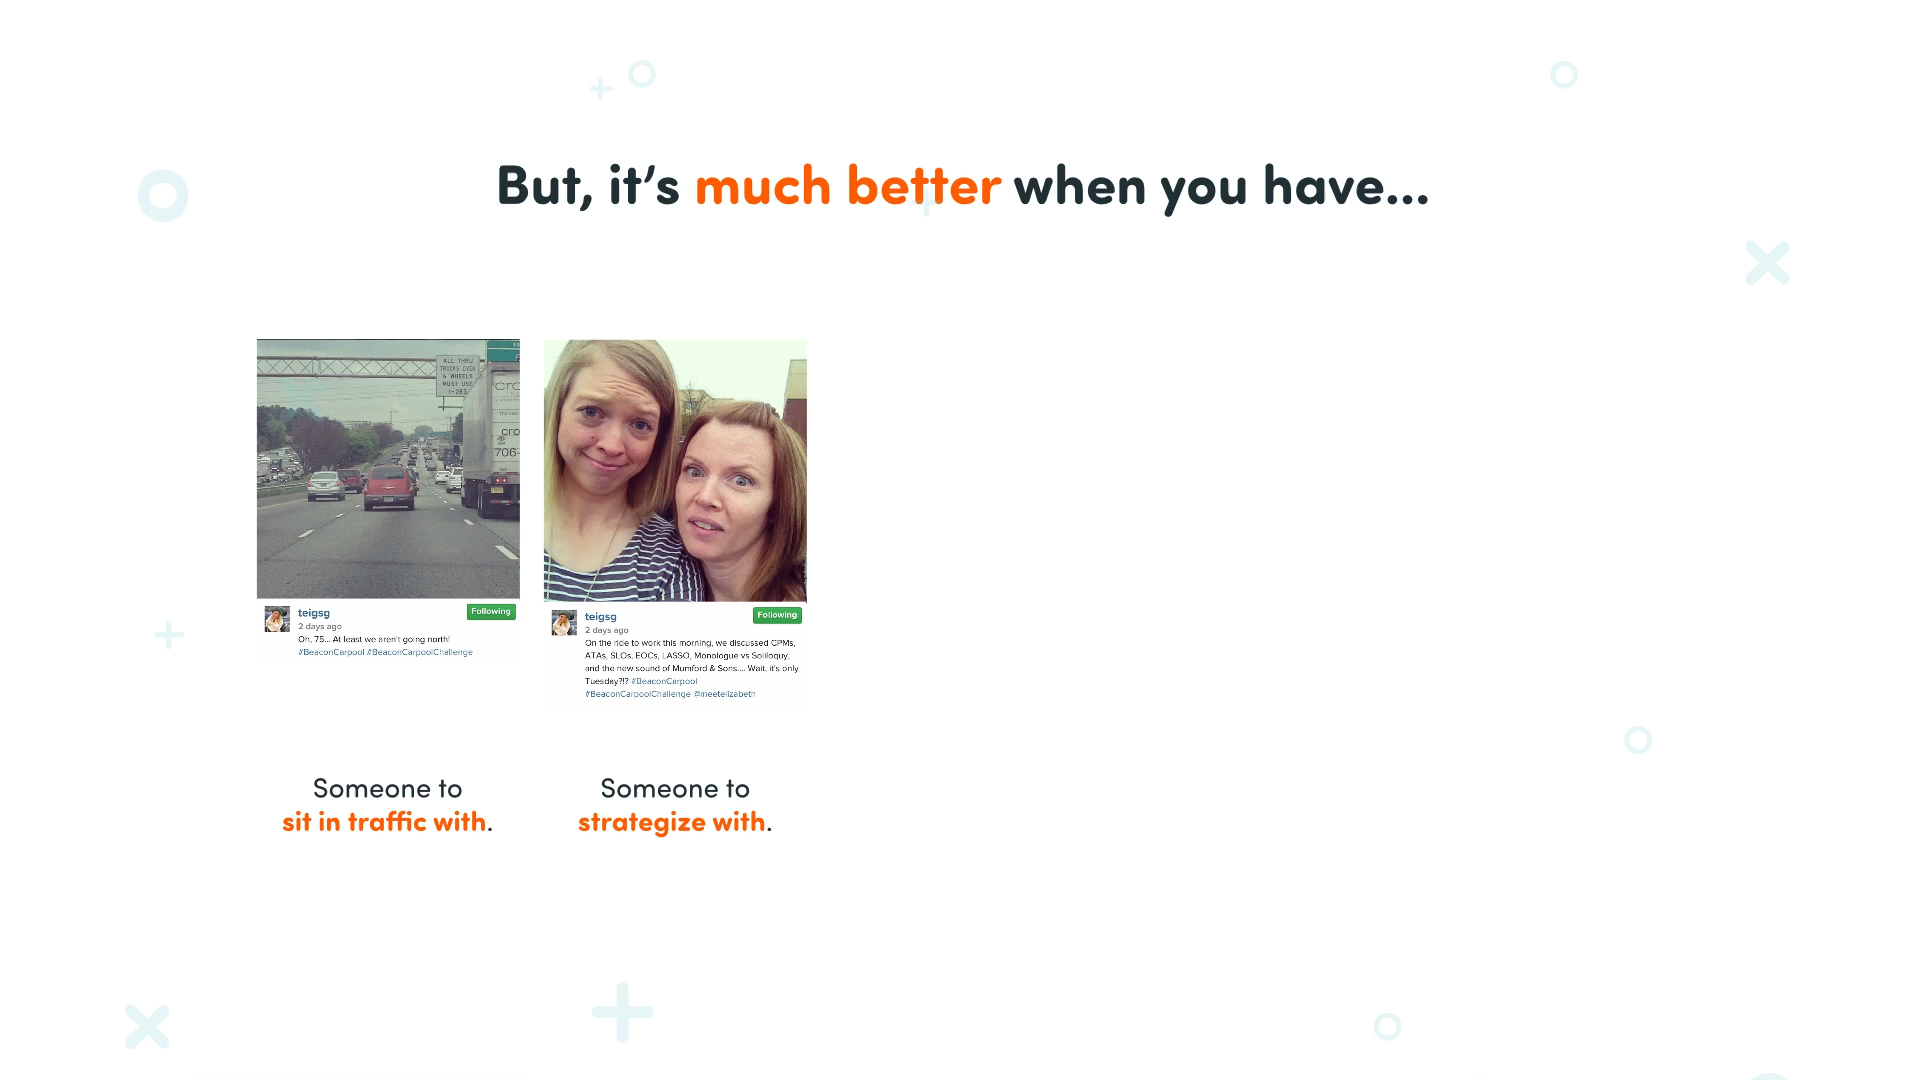 But, it's much better when you have...
ALL THRU
TRUCKS OVER
6 WHEELS
MUST USE
I-285
cro
706-
teigsg
Following
2 days ago
Oh, 75... At least we aren't going north!
#BeaconCarpool #BeaconCarpoolChallenge
teigsg
Following
2 days ago
On the ride to work this morning, we discussed CPMs,
ATAs, SLOs, EOCs, LASSO, Monologue vs Soliloquy,
and the new sound of Mumford & Sons.... Wait, it's only
Tuesday?!? #BeaconCarpool
#BeaconCarpoolChallenge @meetelizabeth
Someone to
sit in traffic with.
Someone to
strategize with.